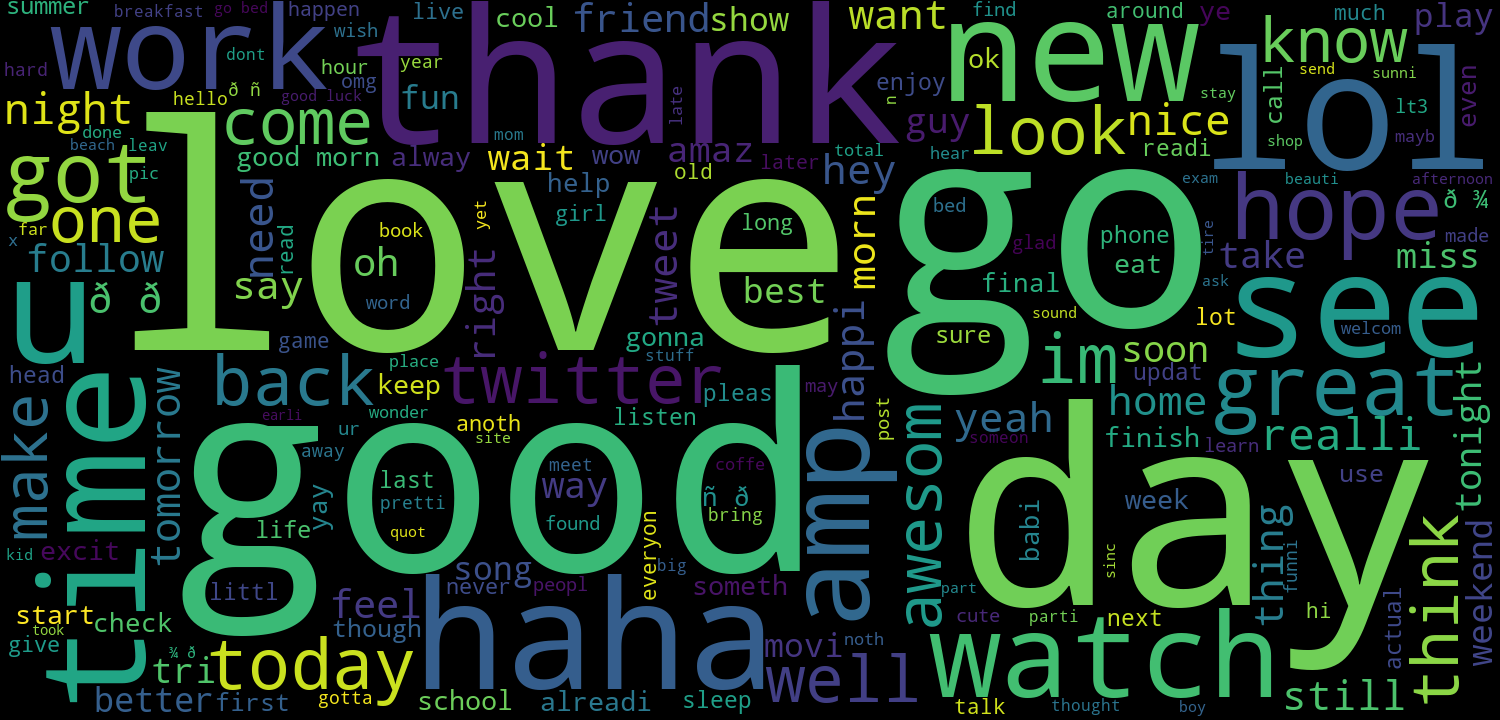 summer
breakfast
go bed
happen
live
cool
friend
show
want
find
around
ye
much
play
work
thank
wish
new
know
hard
dont
hour
omg
year
ok
lol
call
send
sunni
even
night
hello
ð ñ
good luck
fun
late
enjoy
n
stay
lt3
done
come
mom
guy
look
nice
shop
mayb
beach
leav
got
pic
good morn
alway
wait
wow
amaz
later
total
hear
readi
love
help
old
hey
go
exam
beauti
afternoon
one
far
x
need
read
book
yet
girl
tweet
long
morn
bed
hope
ð ¾
follow
oh
right
glad
phone
tire
made
u
ð ð
say
word
best
final
eat
take
miss
ask
see
game
gonna
stuff
sure
sound
lot
welcom
head
back
place
keep
twitter
pleas
may
happi
im
soon
updat
great
time
make
tomorrow
earli
wonder
anoth
site
listen
post
yeah
home
tonight
good
ur
away
someon
finish
learn
realli
last
pretti
quot
yay
life
meet
way
found
coffe
ñ ð
bring
amp
awesom
day
babi
week
use
sinc
kid
excit
littl
song
never
peopl
everyon
big
someth
part
thing
funni
think
weekend
start
took
check
feel
though
haha
cute
parti
next
hi
actual
give
¾ ð
tri
today
movi
noth
well
watch
still
better
first
gotta
school
alreadi
sleep
talk
thought
boy